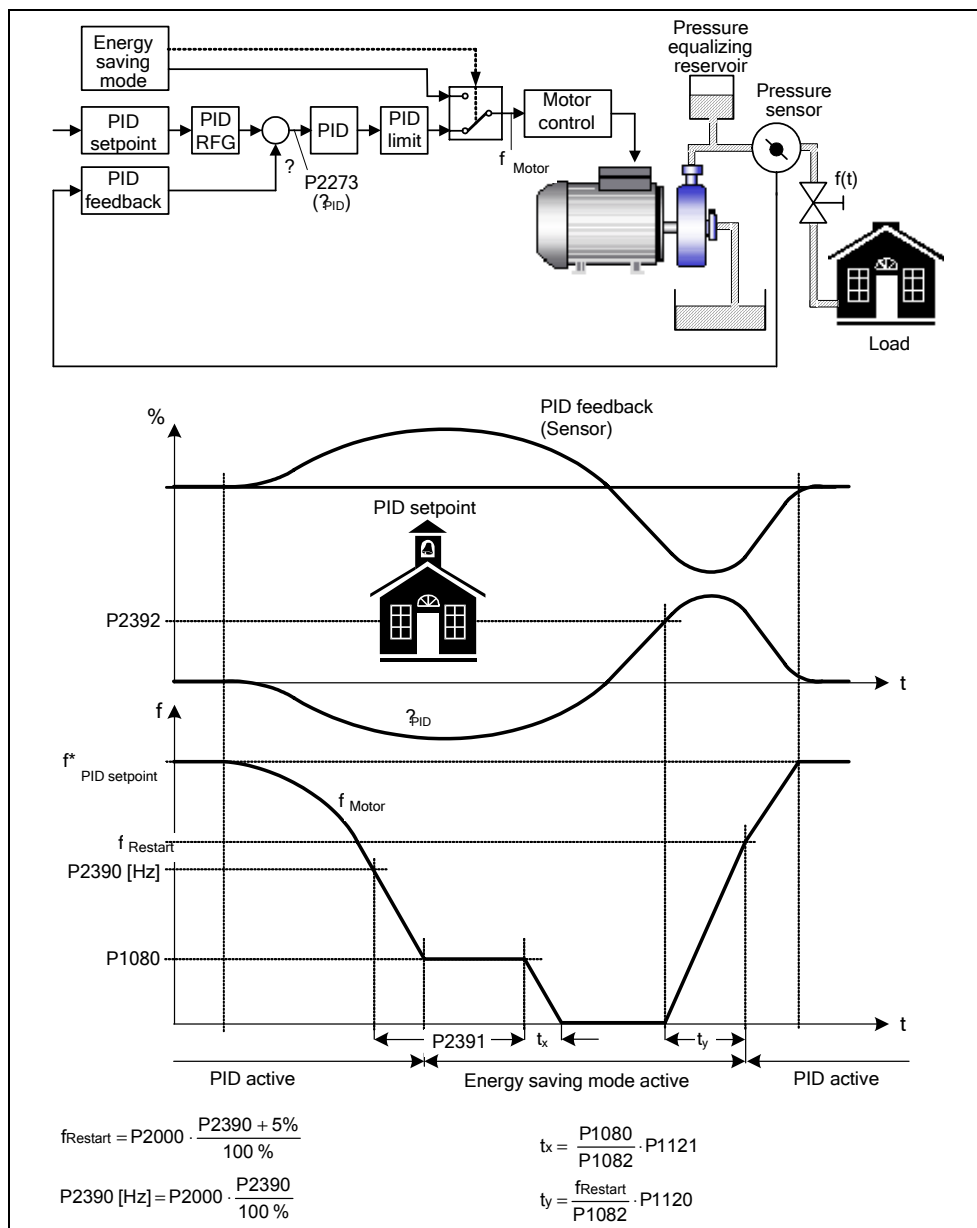 Energy
saving
mode
PID
setpoint
PID
RFG
PID
PID
limit
Motor
control
PID
feedback
?
P2273
(?PID)
f Motor
Pressure
equalizing
reservoir
Pressure
sensor
f(t)
Load
%
PID feedback
(Sensor)
PID setpoint
P2392
t
?PID
f
f* PID setpoint
f Motor
f Restart
P2390 [Hz]
P1080
t
P2391
tx
ty
PID active
Energy saving mode active
PID active
fRestart = P2000 · P2390 + 5% / 100 %
P2390 [Hz] = P2000 · P2390 / 100 %
tx = P1080 / P1082 · P1121
ty = fRestart / P1082 · P1120